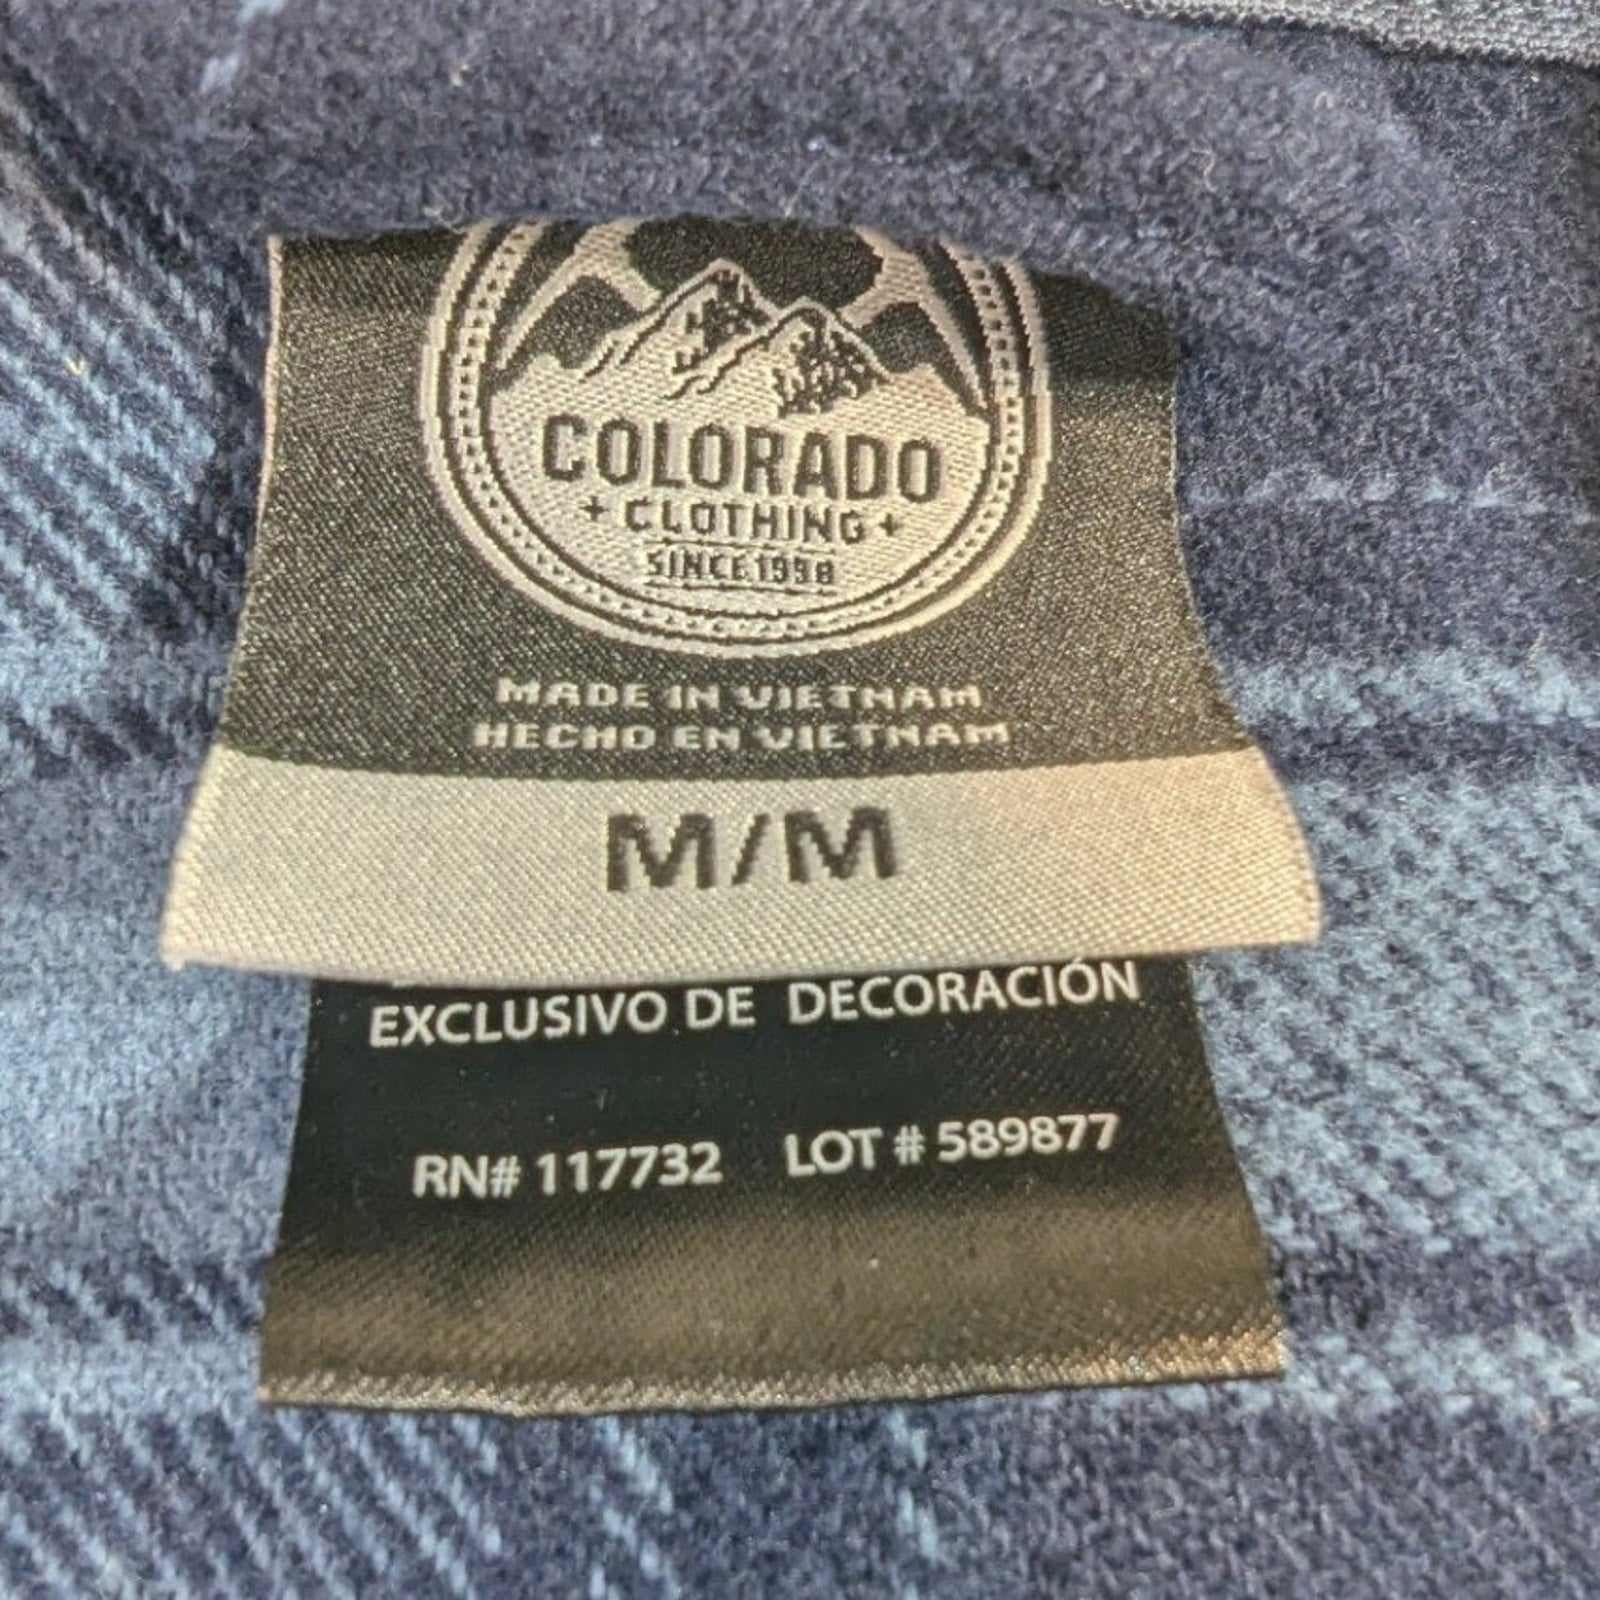 COLORADO
+ CLOTHING +
SINCE 1998
MADE IN VIETNAM
HECHO EN VIETNAM
M/M
EXCLUSIVO DE DECORACIÓN
RN# 117732 LOT # 589877